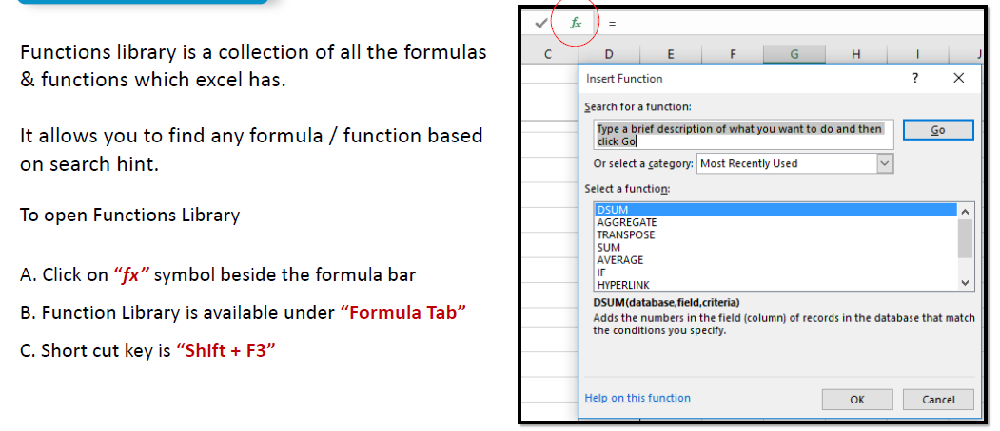 Functions library is a collection of all the formulas
& functions which excel has.
It allows you to find any formula / function based
on search hint.
To open Functions Library
A. Click on “fx” symbol beside the formula bar
B. Function Library is available under “Formula Tab”
C. Short cut key is “Shift + F3”
fx =
C D E F G H I J
Insert Function ? ×
Search for a function:
Type a brief description of what you want to do and then
click Go
Go
Or select a category: Most Recently Used
Select a function:
DSUM
AGGREGATE
TRANSPOSE
SUM
AVERAGE
IF
HYPERLINK
DSUM(database,field,criteria)
Adds the numbers in the field (column) of records in the database that match
the conditions you specify.
Help on this function
OK Cancel